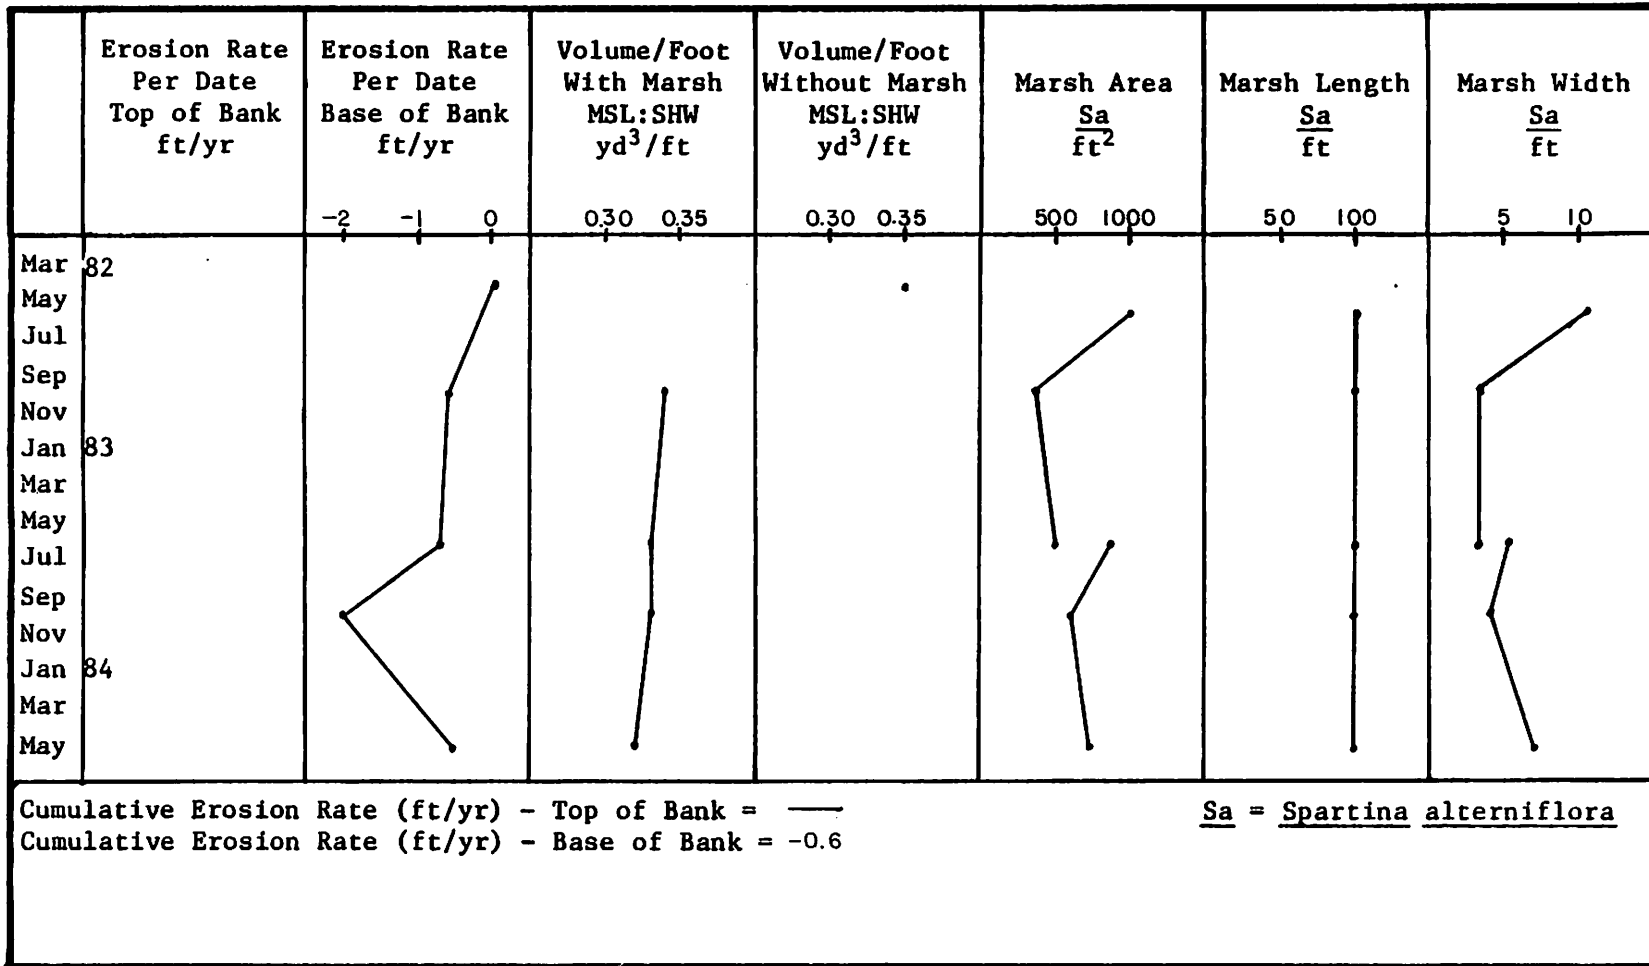 Erosion Rate
Per Date
Top of Bank
ft/yr
Erosion Rate
Per Date
Base of Bank
ft/yr
-2 -1 0
Volume/Foot
With Marsh
MSL:SHW
yd³/ft
0.30 0.35
Volume/Foot
Without Marsh
MSL:SHW
yd³/ft
0.30 0.35
Marsh Area
Sa
ft²
500 1000
Marsh Length
Sa
ft
50 100
Marsh Width
Sa
ft
5 10
Mar 82
May
Jul
Sep
Nov
Jan 83
Mar
May
Jul
Sep
Nov
Jan 84
Mar
May
Cumulative Erosion Rate (ft/yr) - Top of Bank = —
Cumulative Erosion Rate (ft/yr) - Base of Bank = -0.6
Sa = Spartina alterniflora